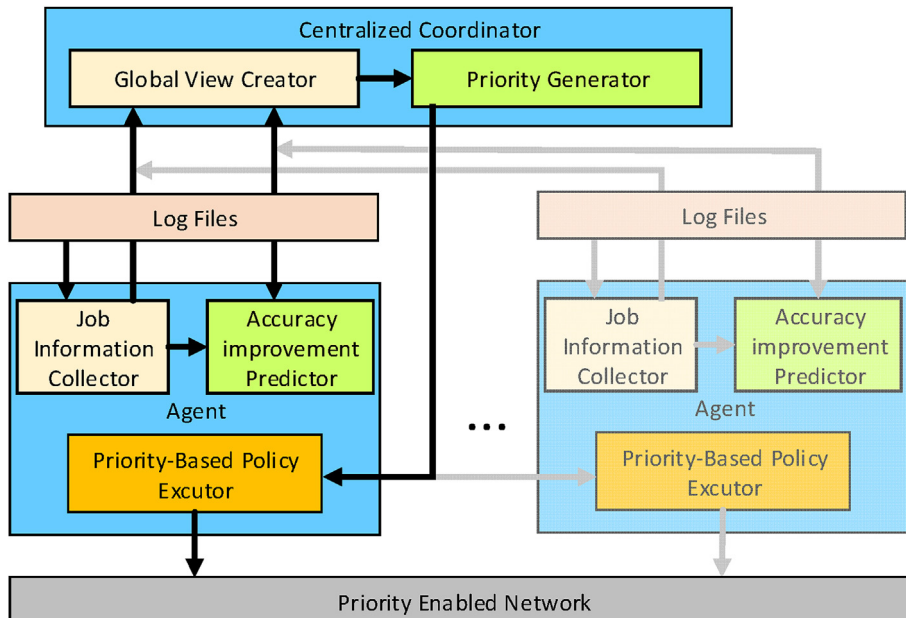 Centralized Coordinator
Global View Creator
Priority Generator
Log Files
Log Files
Job
Information
Collector
Accuracy
improvement
Predictor
Agent
Priority-Based Policy
Excutor
...
Job
Information
Collector
Accuracy
improvement
Predictor
Agent
Priority-Based Policy
Excutor
Priority Enabled Network